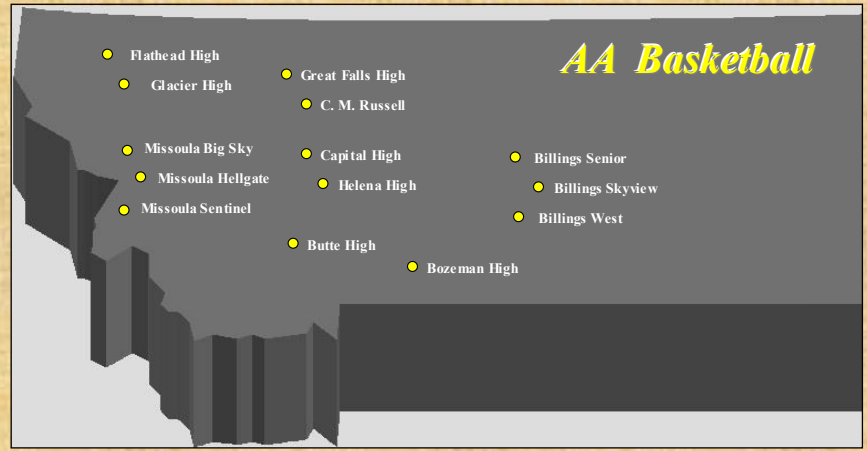 AA Basketball
Flathead High
Great Falls High
Glacier High
C. M. Russell
Missoula Big Sky
Capital High
Billings Senior
Missoula Hellgate
Helena High
Billings Skyview
Missoula Sentinel
Billings West
Butte High
Bozeman High